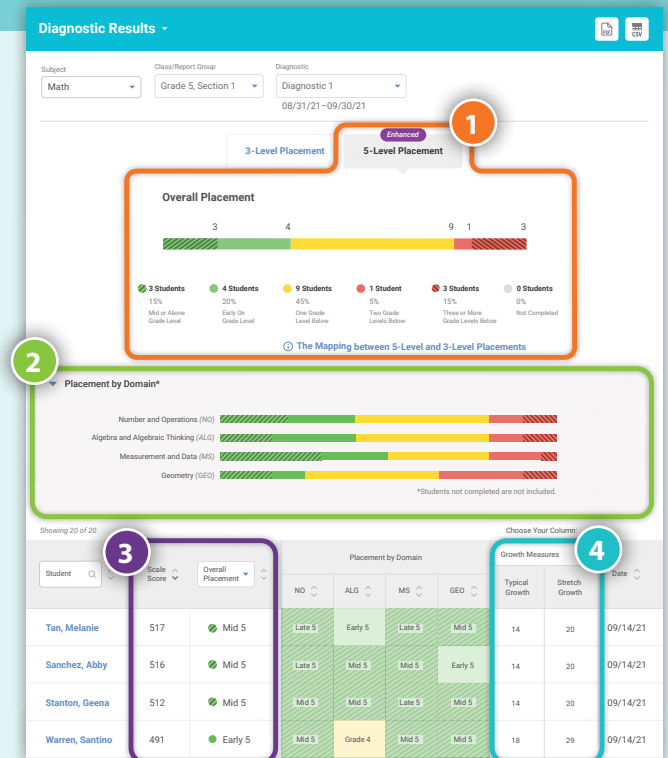 Diagnostic Results
PDF
CSV
Subject
Class/Report Group
Diagnostic
Math
Grade 5, Section 1
Diagnostic 1
08/31/21–09/30/21
1
Enhanced
3-Level Placement
5-Level Placement
Overall Placement
3 4 9 1 3
3 Students 4 Students 9 Students 1 Student 3 Students 0 Students
15% 20% 45% 5% 15% 0%
Mid or Above Early On One Grade Two Grade Three or More Not Completed
Grade Level Grade Level Level Below Levels Below Grade Levels Below
The Mapping between 5-Level and 3-Level Placements
2
Placement by Domain*
Number and Operations (NO)
Algebra and Algebraic Thinking (ALG)
Measurement and Data (MS)
Geometry (GEO)
*Students not completed are not included.
Showing 20 of 20
Choose Your Column:
3
4
Student
Scale Score
Overall Placement
Placement by Domain
NO ALG MS GEO
Growth Measures
Typical Growth
Stretch Growth
Date
Tan, Melanie 517 Mid 5 Late 5 Early 5 Late 5 Mid 5 14 20 09/14/21
Sanchez, Abby 516 Mid 5 Late 5 Mid 5 Mid 5 Early 5 14 20 09/14/21
Stanton, Geena 512 Mid 5 Mid 5 Mid 5 Late 5 Mid 5 14 20 09/14/21
Warren, Santino 491 Early 5 Mid 5 Grade 4 Mid 5 Mid 5 18 29 09/14/21